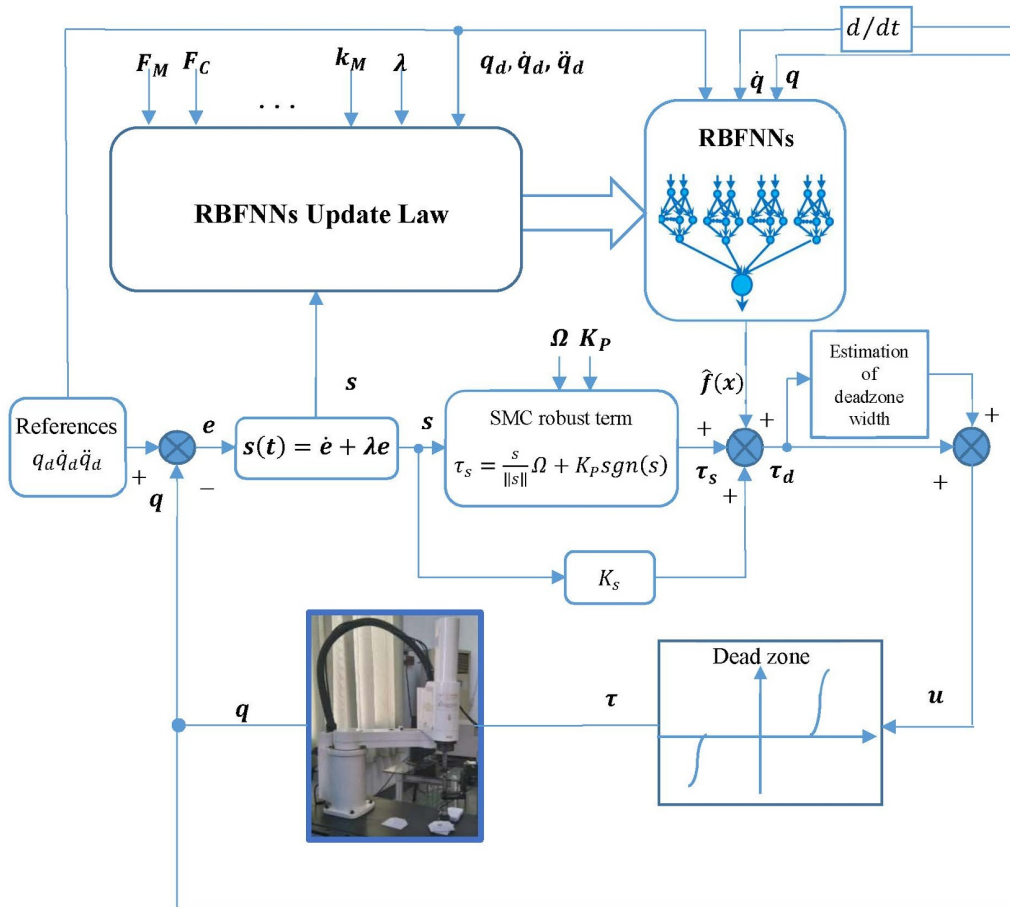 d/dt
F_M F_C
k_M λ
q_d, q̇_d, q̈_d
q̇ q
. . .
RBFNNs
RBFNNs Update Law
Ω K_P
f̂(x)
Estimation
of
deadzone
width
s
References
q_d q̇_d q̈_d
e
s(t) = ė + λe
s
SMC robust term
τ_s = s/‖s‖ Ω + K_P sgn(s)
+
+
+
τ_s
τ_d
+
+
+
q
−
K_s
Dead zone
q
τ
u